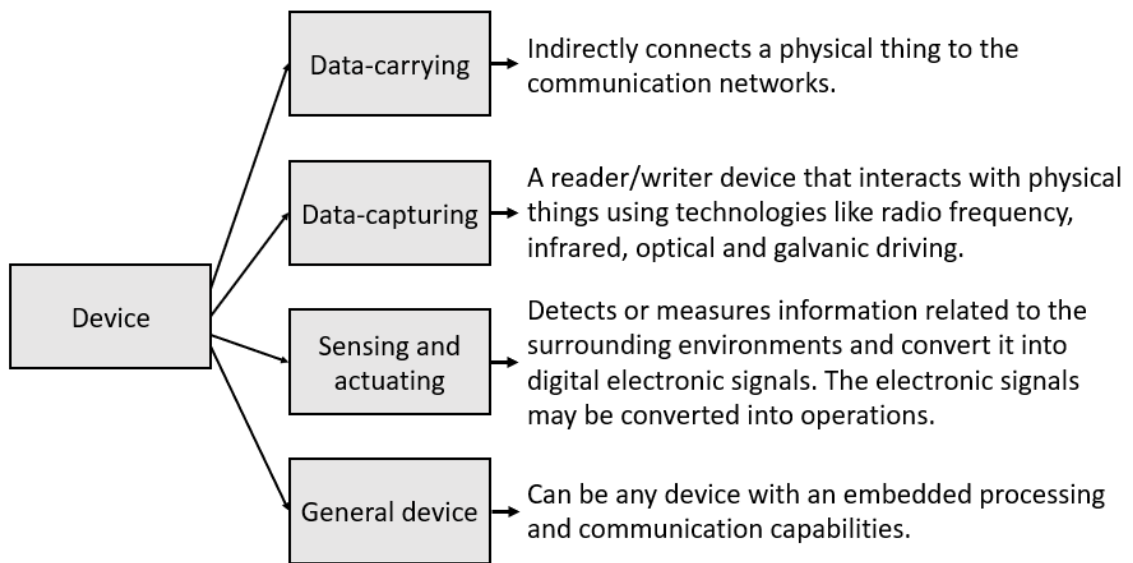 Data-carrying
Indirectly connects a physical thing to the
communication networks.
Data-capturing
A reader/writer device that interacts with physical
things using technologies like radio frequency,
infrared, optical and galvanic driving.
Device
Sensing and
actuating
Detects or measures information related to the
surrounding environments and convert it into
digital electronic signals. The electronic signals
may be converted into operations.
General device
Can be any device with an embedded processing
and communication capabilities.